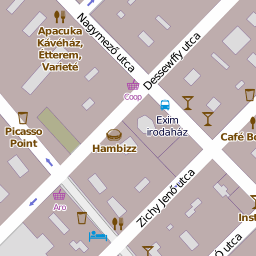 Apacuka
Kávéház,
Étterem,
Varieté
Nagymező utca
Dessewffy utca
Coop
Exim
irodaház
Picasso
Point
Hambizz
Café Bo
Aro
Zichy Jenő utca
Inst
ó utca